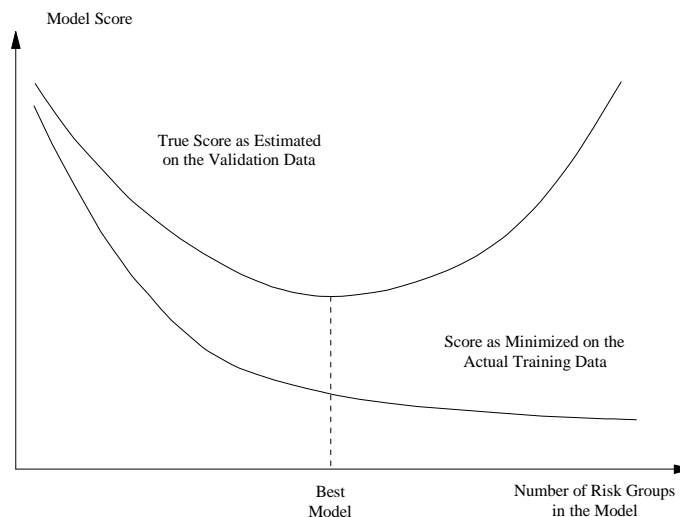 Model Score
True Score as Estimated
on the Validation Data
Score as Minimized on the
Actual Training Data
Best
Model
Number of Risk Groups
in the Model